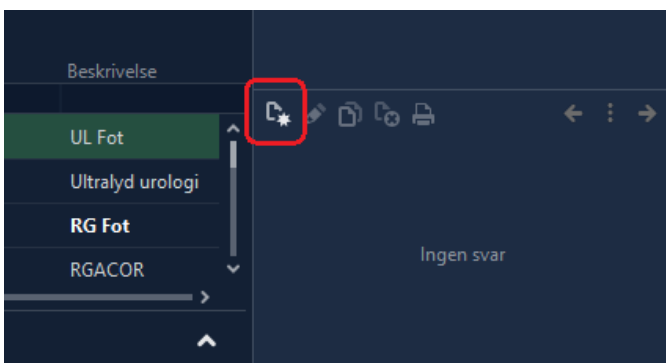 Beskrivelse
UL Fot
Ultralyd urologi
RG Fot
RGACOR
Ingen svar